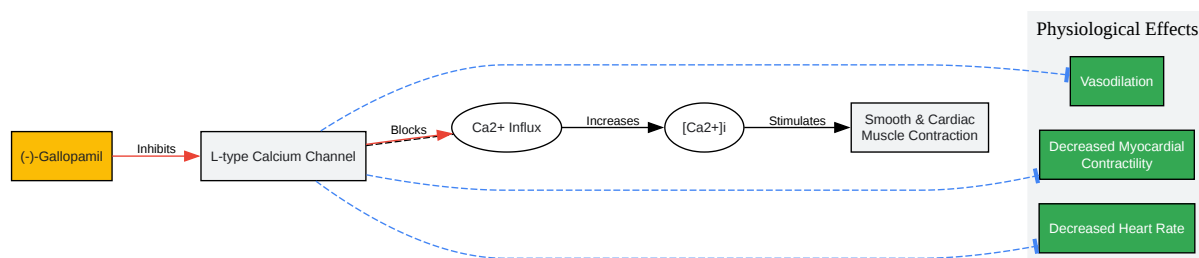 Physiological Effects
Vasodilation
Blocks
Ca2+ Influx
Increases
[Ca2+]i
Stimulates
Smooth & Cardiac
Muscle Contraction
(-)-Gallopamil
Inhibits
L-type Calcium Channel
Decreased Myocardial
Contractility
Decreased Heart Rate